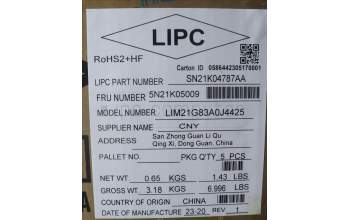 LIPC
RoHS2+HF
Carton ID 0586442305170001
LIPC PART NUMBER SN21K04787AA
FRU NUMBER 5N21K05009
MODEL NUMBER LIM21G83A0J4425
SUPPLIER NAME CNY
ADDRESS San Zhong Guan Li Qu
Qing Xi, Dong Guan, China
PALLET NO. PKG Q'TY 5 PCS
NET WT. 0.65 KGS 1.43 LBS
GROSS WT. 3.18 KGS 6.996 LBS
COUNTRY OF ORIGIN CHINA
DATE OF MANUFACTURE 23-20 REV 1